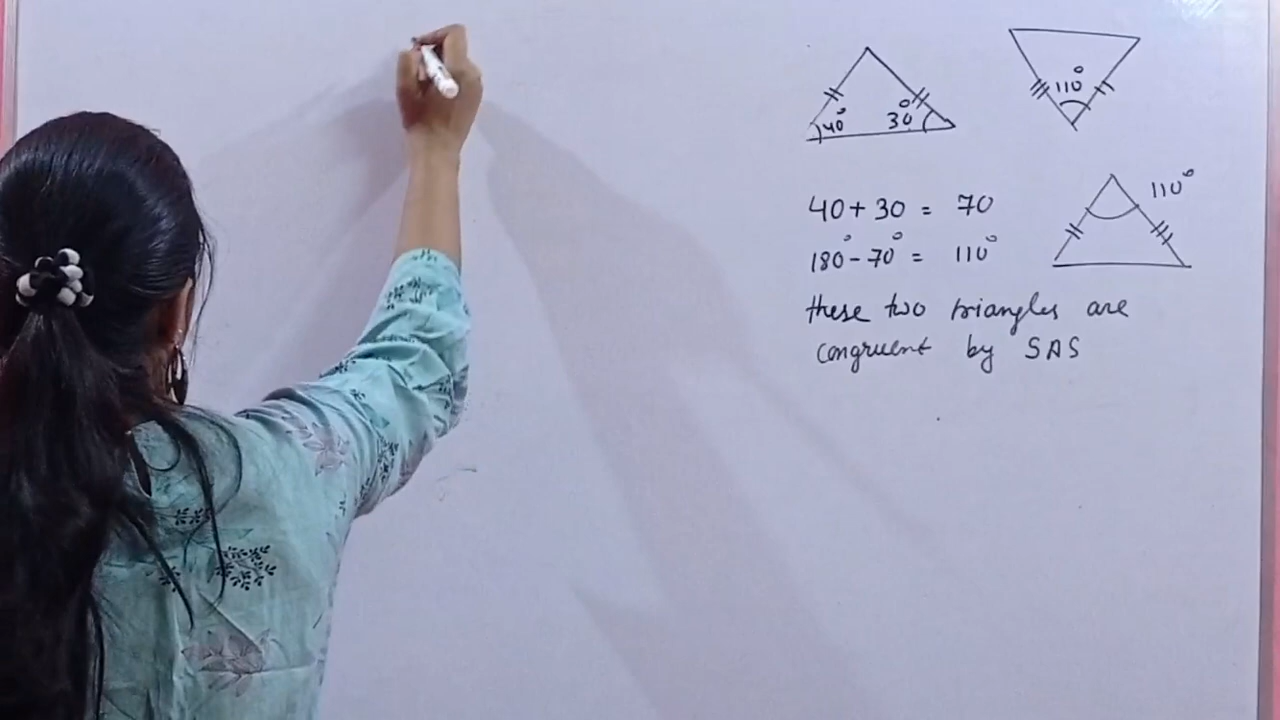 40° 30°
110°
110°
40 + 30 = 70
180° - 70° = 110°
these two triangles are
congruent by SAS